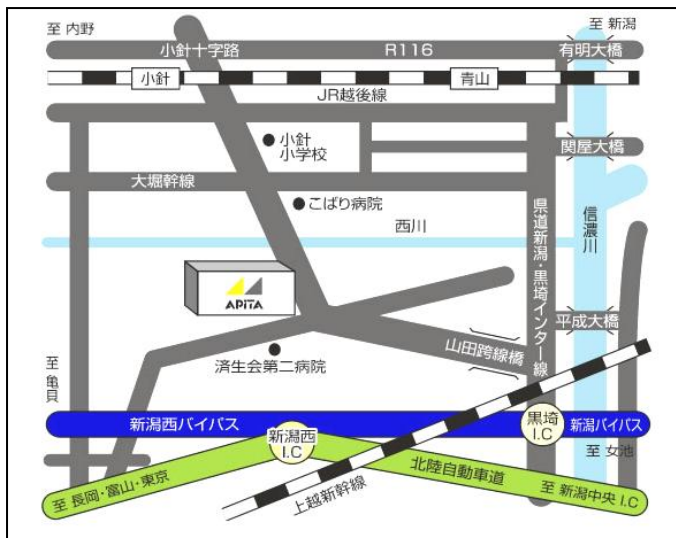 至 内野
至 新潟
小針十字路
R116
有明大橋
小針
青山
JR越後線
小針
小学校
関屋大橋
大堀幹線
こばり病院
西川
県道新潟・黒埼インター線
信濃川
APiTA
平成大橋
山田跨線橋
済生会第二病院
至 亀貝
新潟西バイパス
新潟西
I.C
黒埼
I.C
新潟バイパス
至 女池
北陸自動車道
至 長岡・富山・東京
上越新幹線
至 新潟中央 I.C